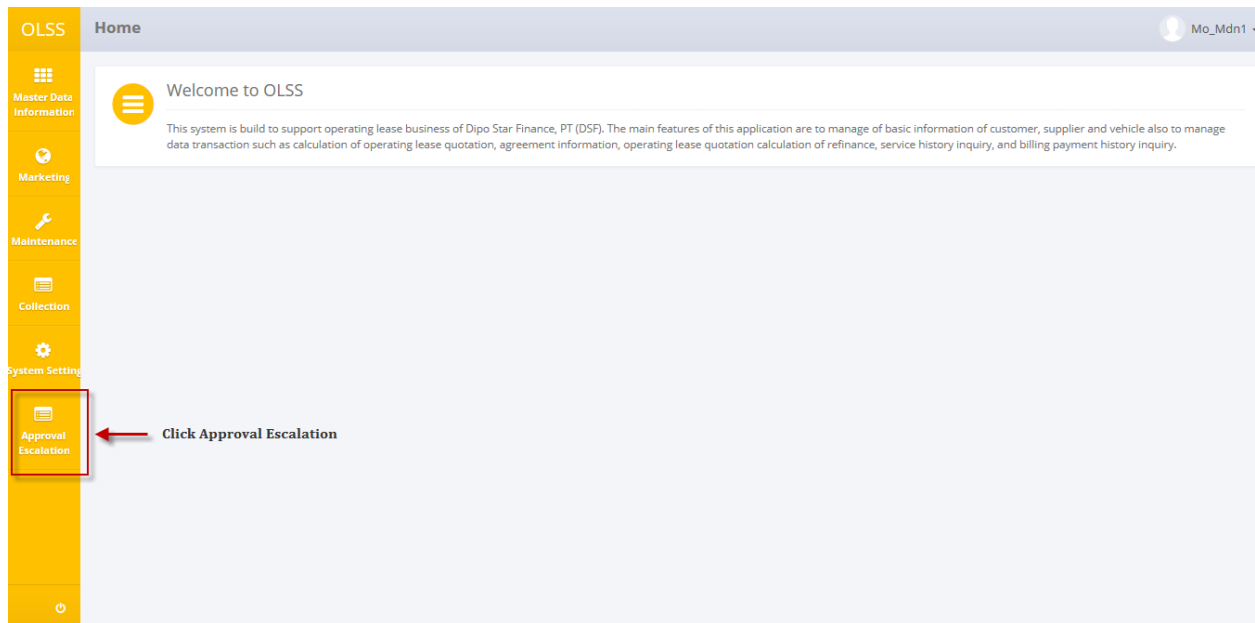 OLSS
Home
Mo_Mdn1
Master Data
Information
Marketing
Maintenance
Collection
System Setting
Approval
Escalation
Welcome to OLSS
This system is build to support operating lease business of Dipo Star Finance, PT (DSF). The main features of this application are to manage of basic information of customer, supplier and vehicle also to manage
data transaction such as calculation of operating lease quotation, agreement information, operating lease quotation calculation of refinance, service history inquiry, and billing payment history inquiry.
Click Approval Escalation